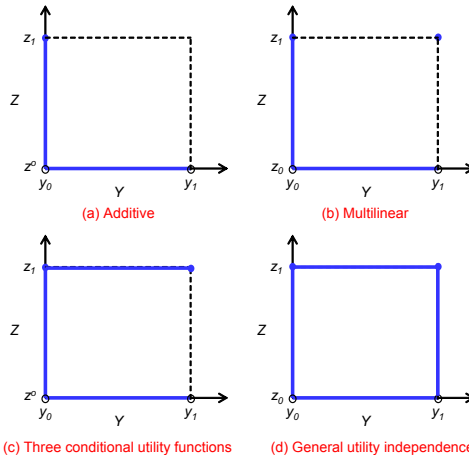 z₁
Z
zᵒ
y₀
Y
y₁
(a) Additive
z₁
Z
z₀
y₀
Y
y₁
(b) Multilinear
z₁
Z
zᵒ
y₀
Y
y₁
(c) Three conditional utility functions
z₁
Z
z₀
y₀
Y
y₁
(d) General utility independence